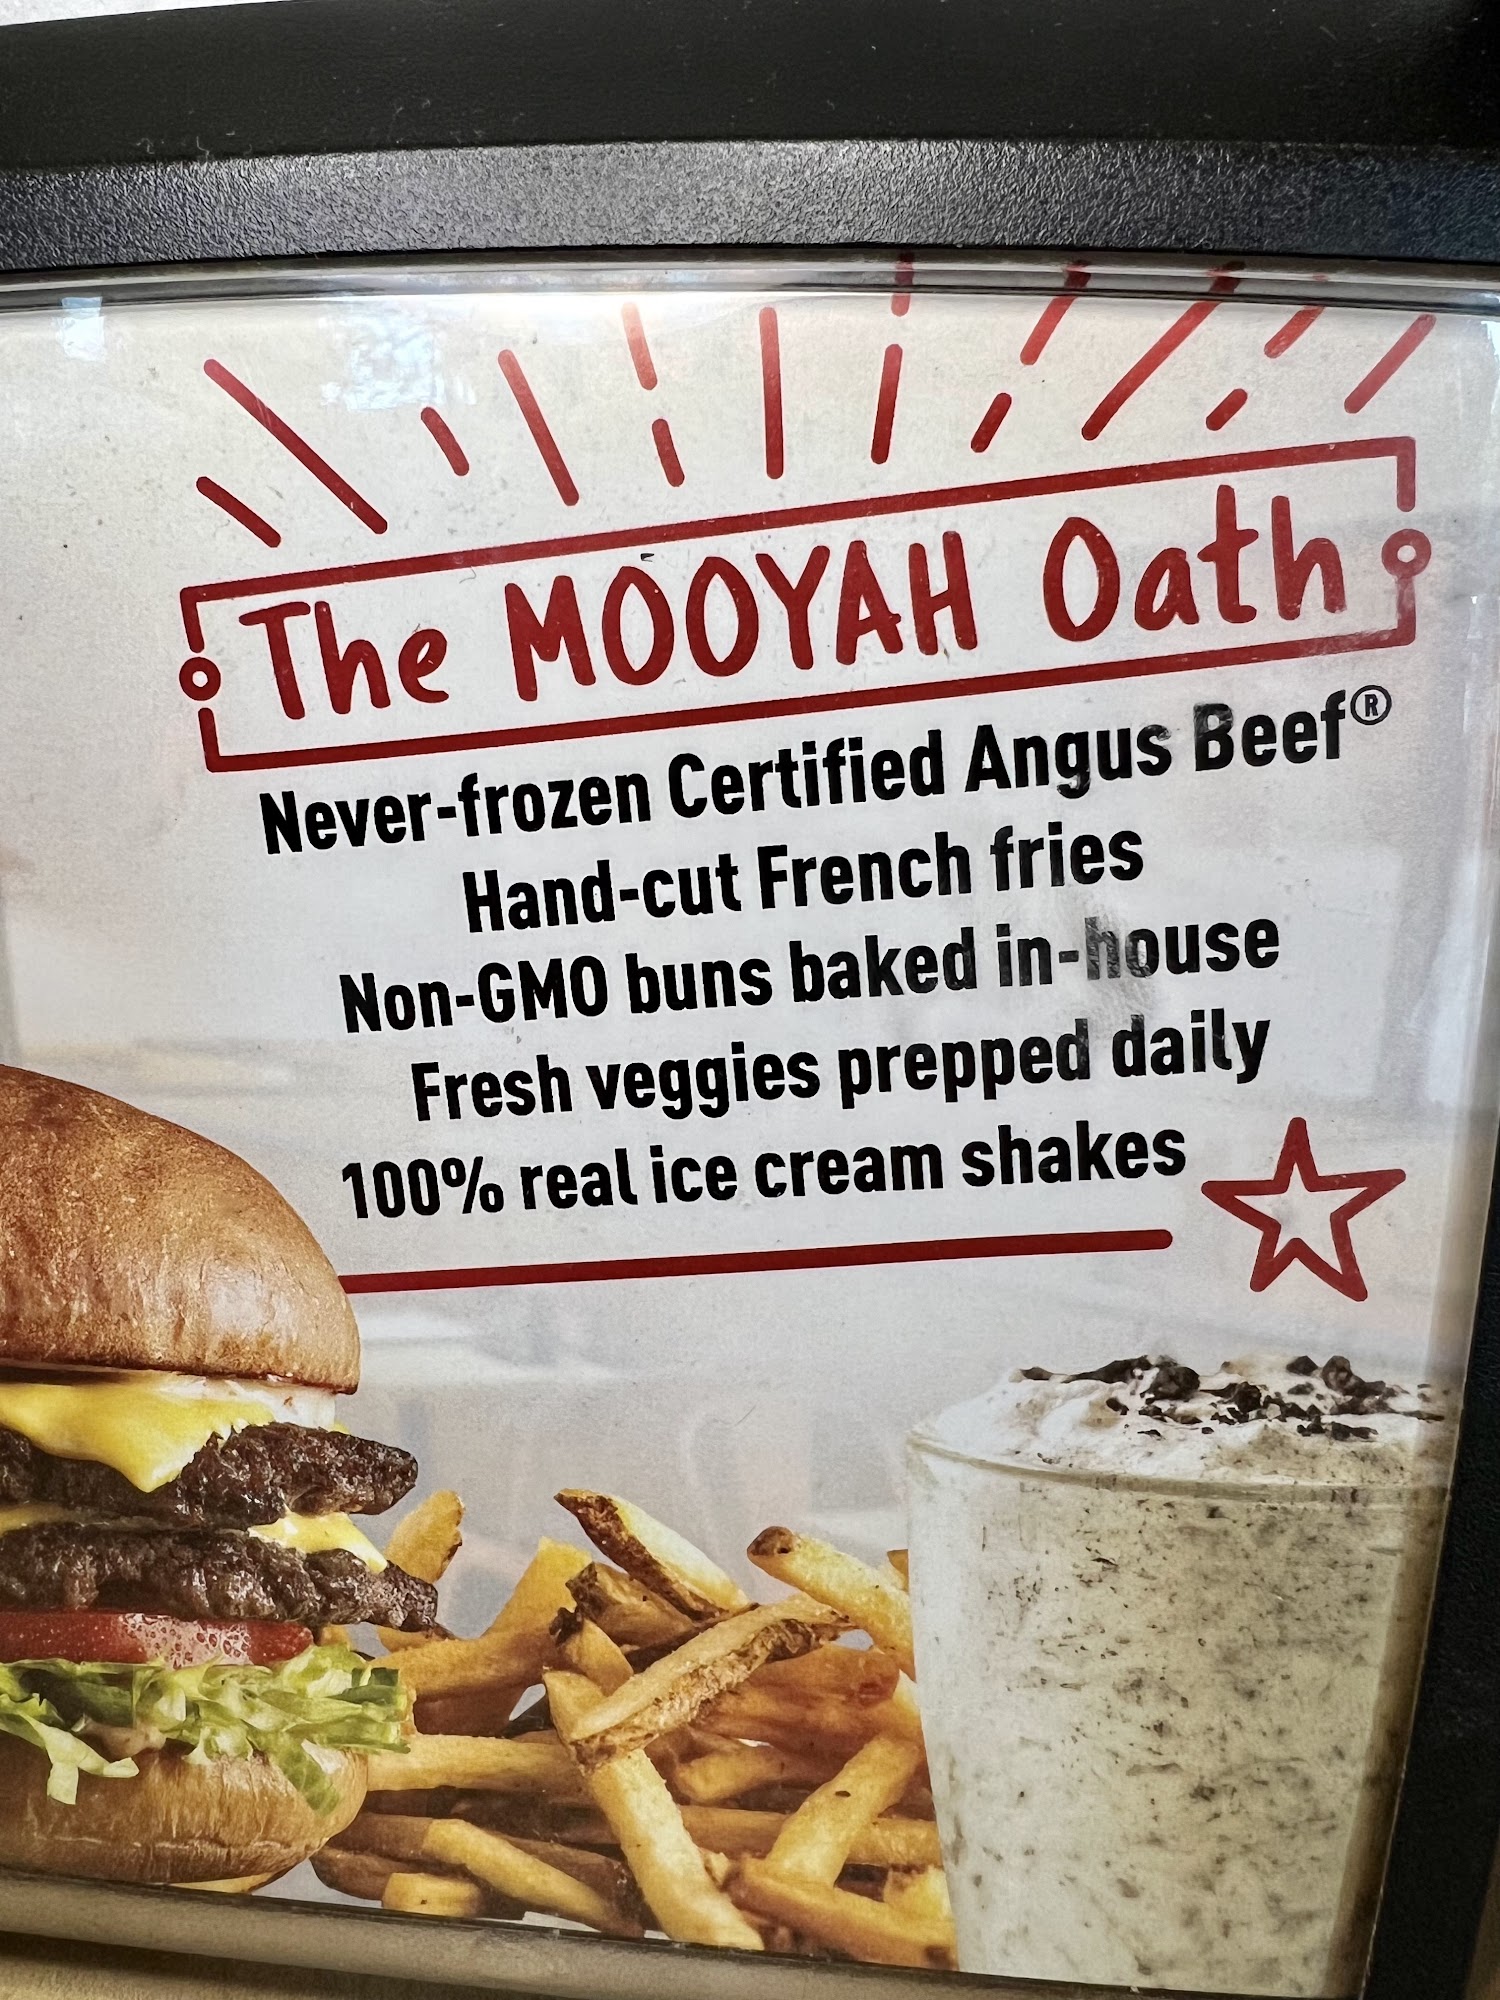 The MOOYAH Oath
Never-frozen Certified Angus Beef®
Hand-cut French fries
Non-GMO buns baked in-house
Fresh veggies prepped daily
100% real ice cream shakes